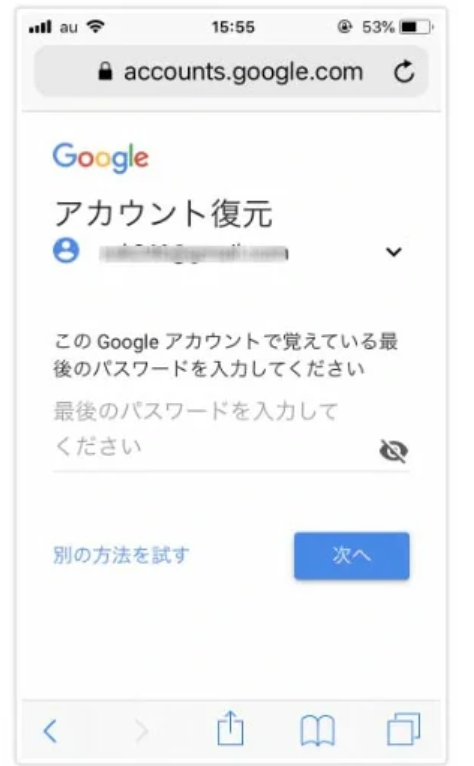 au 15:55 53%
accounts.google.com
Google
アカウント復元
このGoogle アカウントで覚えている最
後のパスワードを入力してください
最後のパスワードを入力して
ください
別の方法を試す 次へ